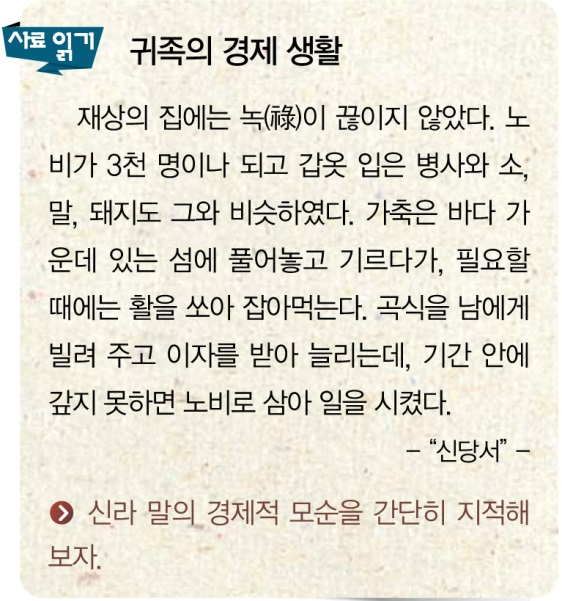 사료 읽기
귀족의 경제 생활
재상의 집에는 녹(祿)이 끊이지 않았다. 노
비가 3천 명이나 되고 갑옷 입은 병사와 소,
말, 돼지도 그와 비슷하였다. 가축은 바다 가
운데 있는 섬에 풀어놓고 기르다가, 필요할
때에는 활을 쏘아 잡아먹는다. 곡식을 남에게
빌려 주고 이자를 받아 늘리는데, 기간 안에
갚지 못하면 노비로 삼아 일을 시켰다.
– “신당서” –
신라 말의 경제적 모순을 간단히 지적해
보자.